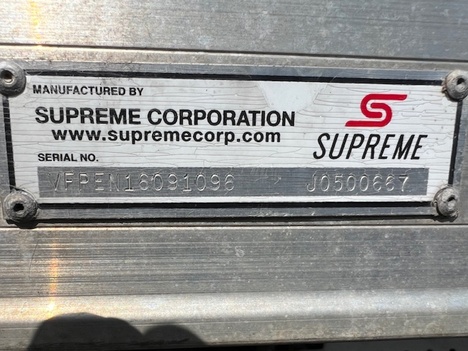 MANUFACTURED BY
SUPREME CORPORATION
www.supremecorp.com
SUPREME
SERIAL NO.
VFPEN16091096 J0500667